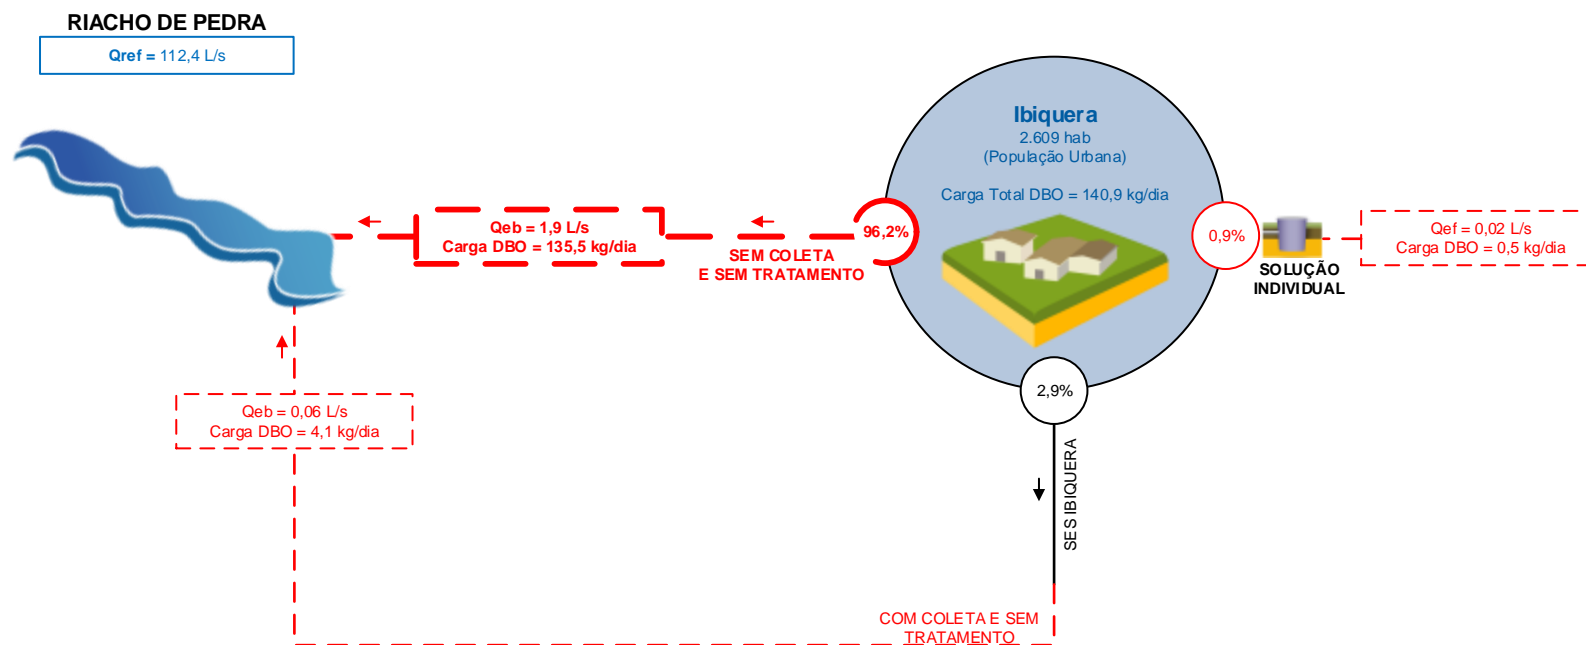 RIACHO DE PEDRA
Qref = 112,4 L/s
Ibiquera
2.609 hab
(População Urbana)
Carga Total DBO = 140,9 kg/dia
96,2%
Qeb = 1,9 L/s
Carga DBO = 135,5 kg/dia
SEM COLETA
E SEM TRATAMENTO
0,9%
SOLUÇÃO
INDIVIDUAL
Qef = 0,02 L/s
Carga DBO = 0,5 kg/dia
2,9%
SES IBIQUERA
Qeb = 0,06 L/s
Carga DBO = 4,1 kg/dia
COM COLETA E SEM
TRATAMENTO